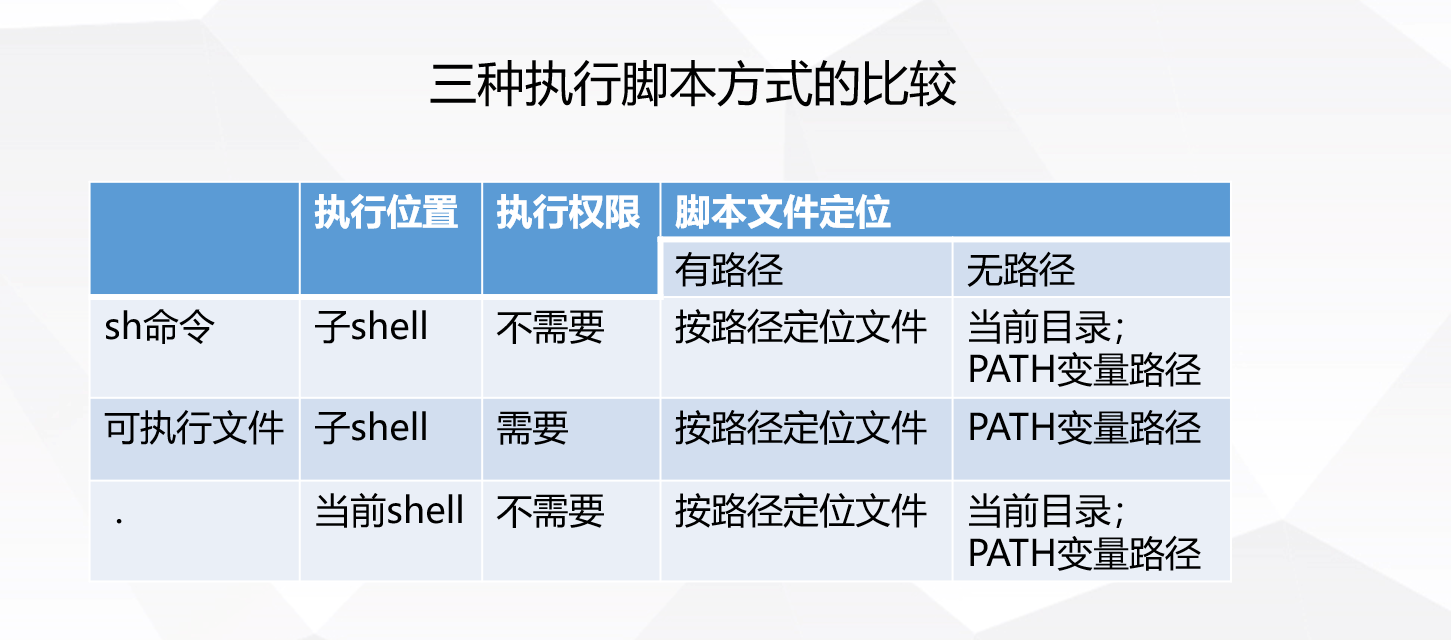 三种执行脚本方式的比较
执行位置 执行权限 脚本文件定位
有路径 无路径
sh命令 子shell 不需要 按路径定位文件 当前目录;
PATH变量路径
可执行文件 子shell 需要 按路径定位文件 PATH变量路径
. 当前shell 不需要 按路径定位文件 当前目录;
PATH变量路径